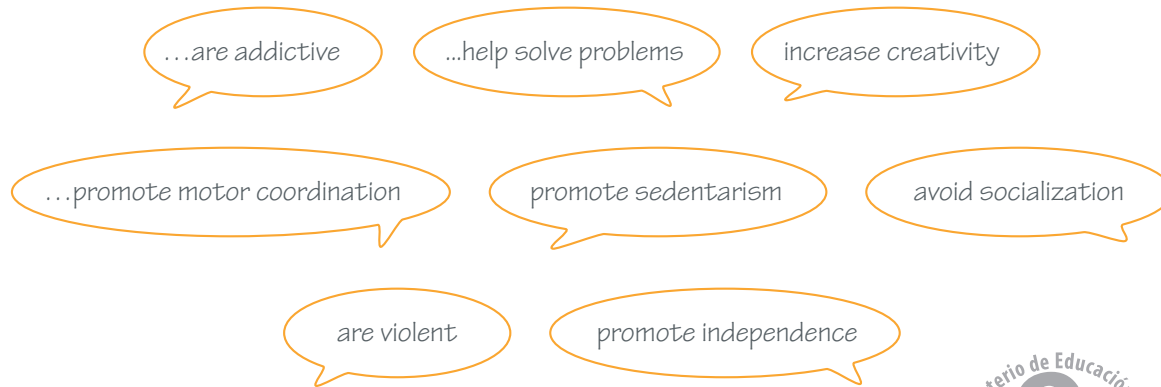 …are addictive
...help solve problems
increase creativity
…promote motor coordination
promote sedentarism
avoid socialization
are violent
promote independence
de Educació